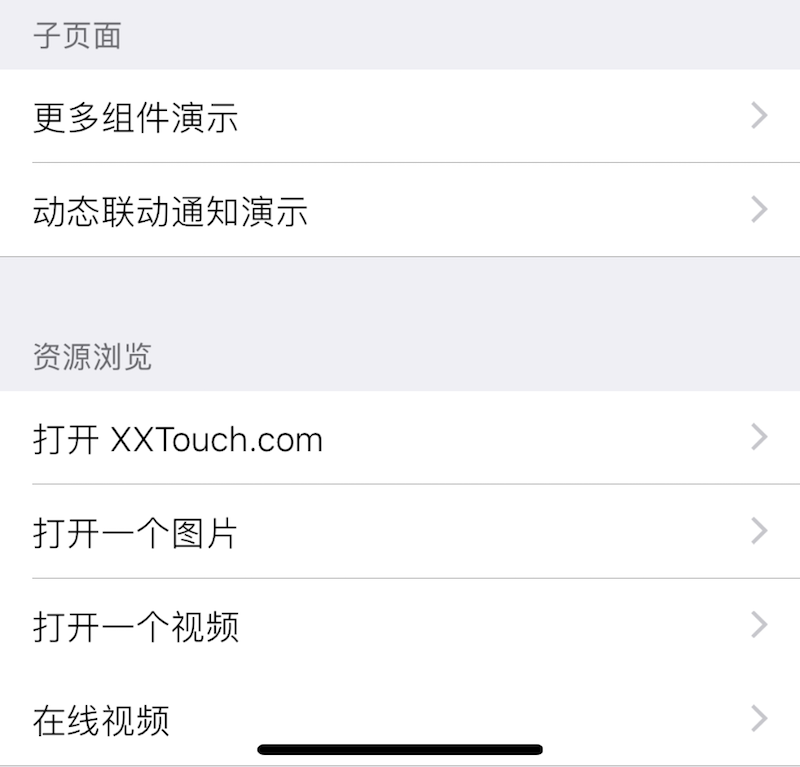 子页面
更多组件演示
动态联动通知演示
资源浏览
打开 XXTouch.com
打开一个图片
打开一个视频
在线视频